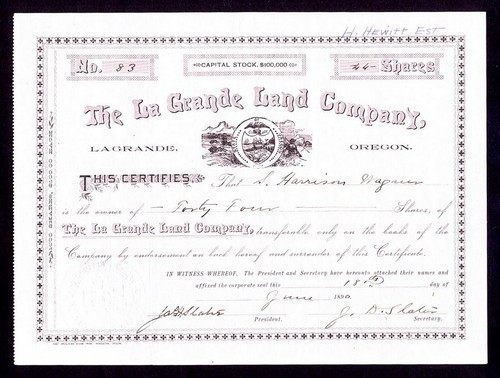 H. HEWITT EST
No. 83
CAPITAL STOCK, $100,000
44 Shares
The La Grande Land Company,
LA GRANDE,
OREGON.
THIS CERTIFIES, That S. Harrison Wagner
is the owner of Forty Four Shares, of
The La Grande Land Company, transferable only on the books of the
Company by endorsement on back hereof and surrender of this Certificate.
IN WITNESS WHEREOF, The President and Secretary have hereunto attached their names and
affixed the corporate seal this 18th day of
June 1890
J. D. Slater
President. Secretary.